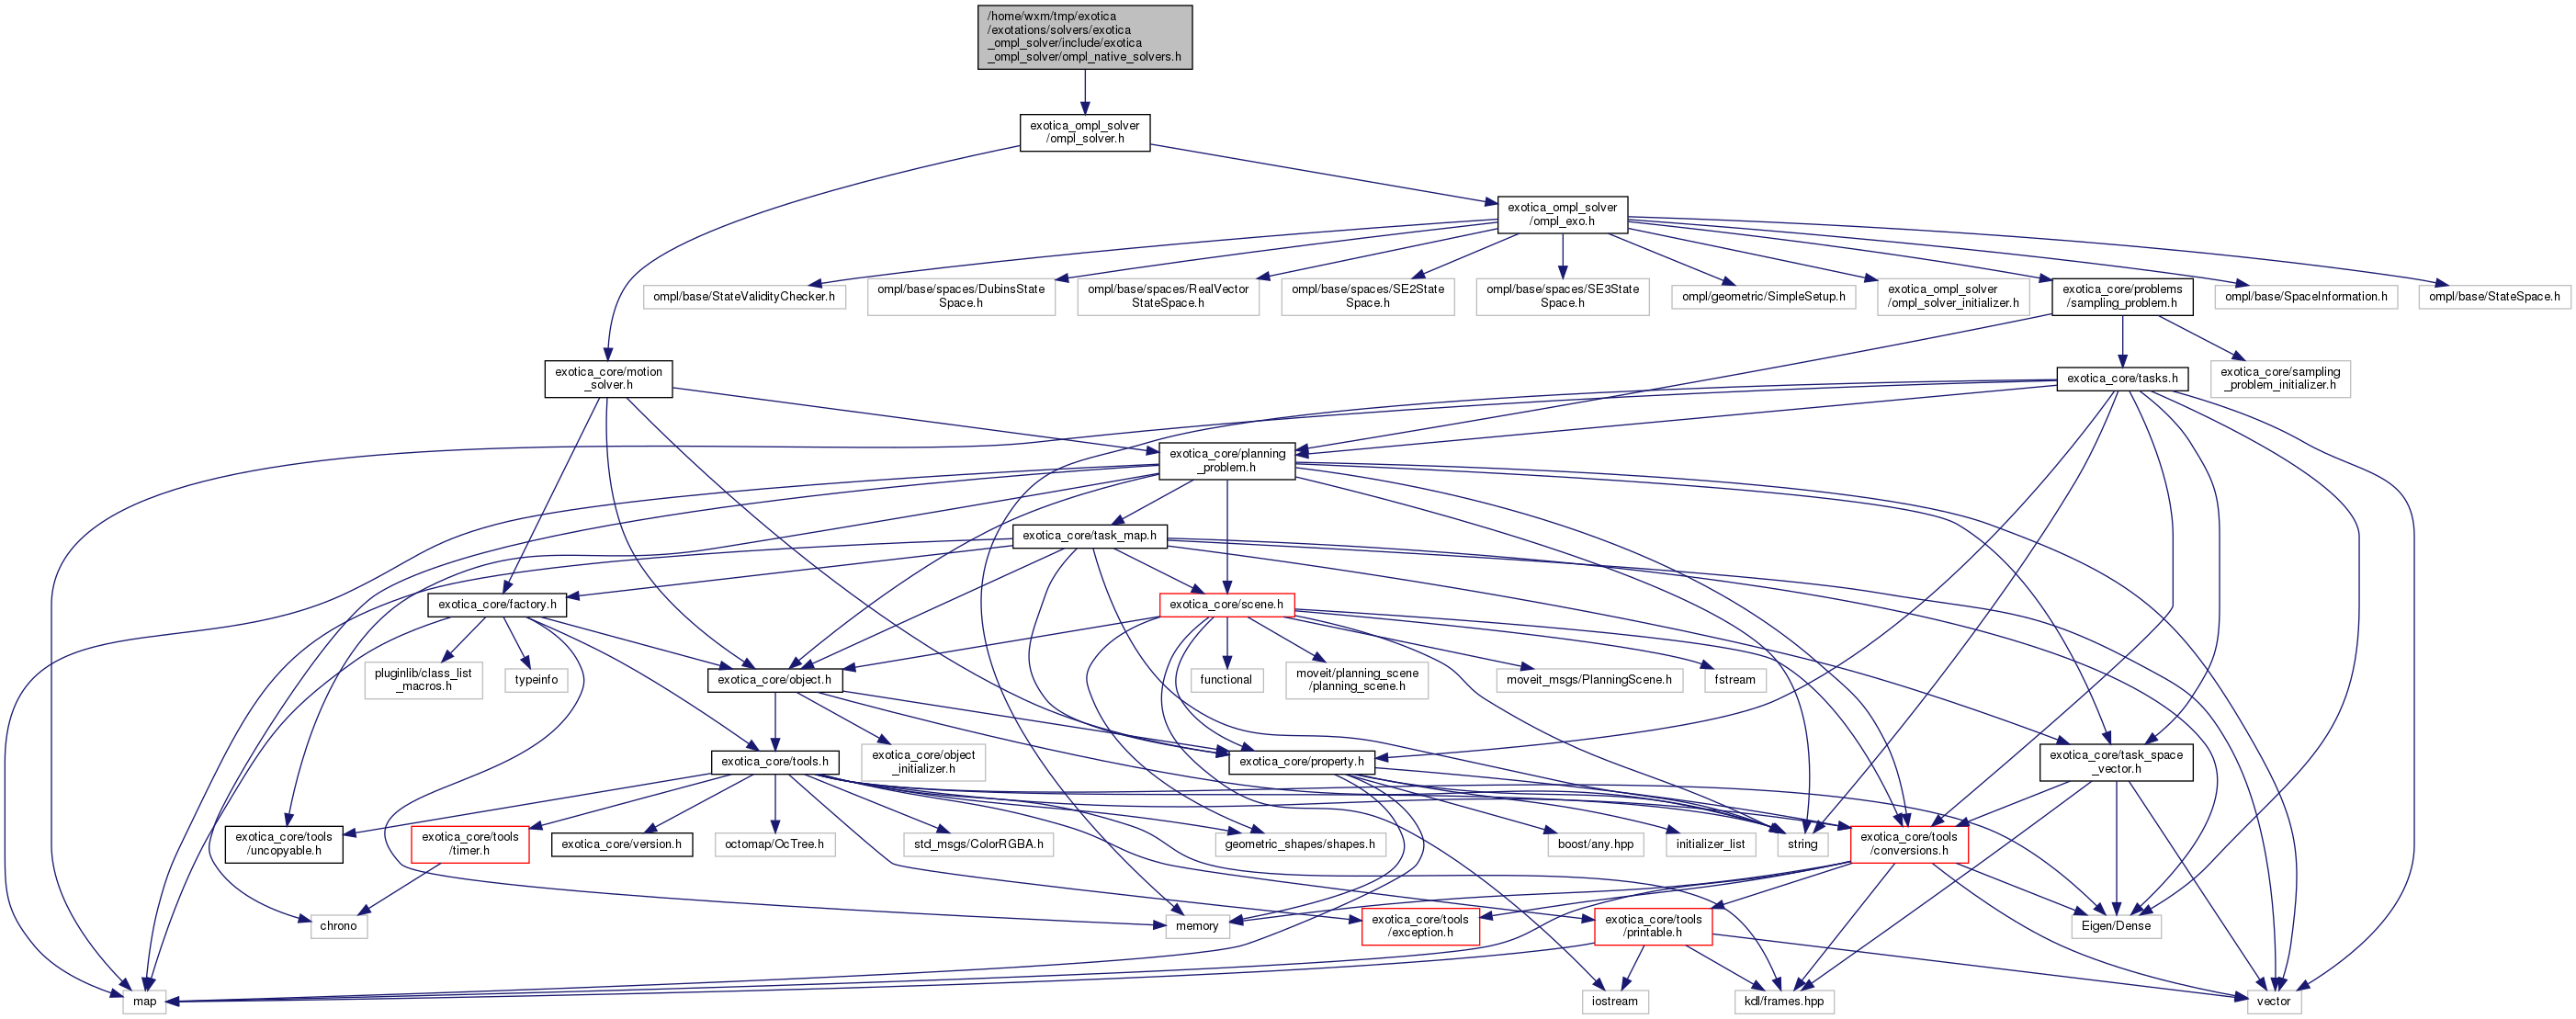 /home/wxm/tmp/exotica
/exotations/solvers/exotica
_ompl_solver/include/exotica
_ompl_solver/ompl_native_solvers.h
exotica_ompl_solver
/ompl_solver.h
exotica_ompl_solver
/ompl_exo.h
ompl/base/StateValidityChecker.h
ompl/base/spaces/DubinsState
Space.h
ompl/base/spaces/RealVector
StateSpace.h
ompl/base/spaces/SE2State
Space.h
ompl/base/spaces/SE3State
Space.h
ompl/geometric/SimpleSetup.h
exotica_ompl_solver
/ompl_solver_initializer.h
exotica_core/problems
/sampling_problem.h
ompl/base/SpaceInformation.h
ompl/base/StateSpace.h
exotica_core/motion
_solver.h
exotica_core/tasks.h
exotica_core/sampling
_problem_initializer.h
exotica_core/planning
_problem.h
exotica_core/task_map.h
exotica_core/factory.h
exotica_core/scene.h
pluginlib/class_list
_macros.h
typeinfo
exotica_core/object.h
functional
moveit/planning_scene
/planning_scene.h
moveit_msgs/PlanningScene.h
fstream
exotica_core/tools.h
exotica_core/object
_initializer.h
exotica_core/property.h
exotica_core/task_space
_vector.h
exotica_core/tools
/uncopyable.h
exotica_core/tools
/timer.h
exotica_core/version.h
octomap/OcTree.h
std_msgs/ColorRGBA.h
geometric_shapes/shapes.h
boost/any.hpp
initializer_list
string
exotica_core/tools
/conversions.h
chrono
memory
exotica_core/tools
/exception.h
exotica_core/tools
/printable.h
Eigen/Dense
map
iostream
kdl/frames.hpp
vector